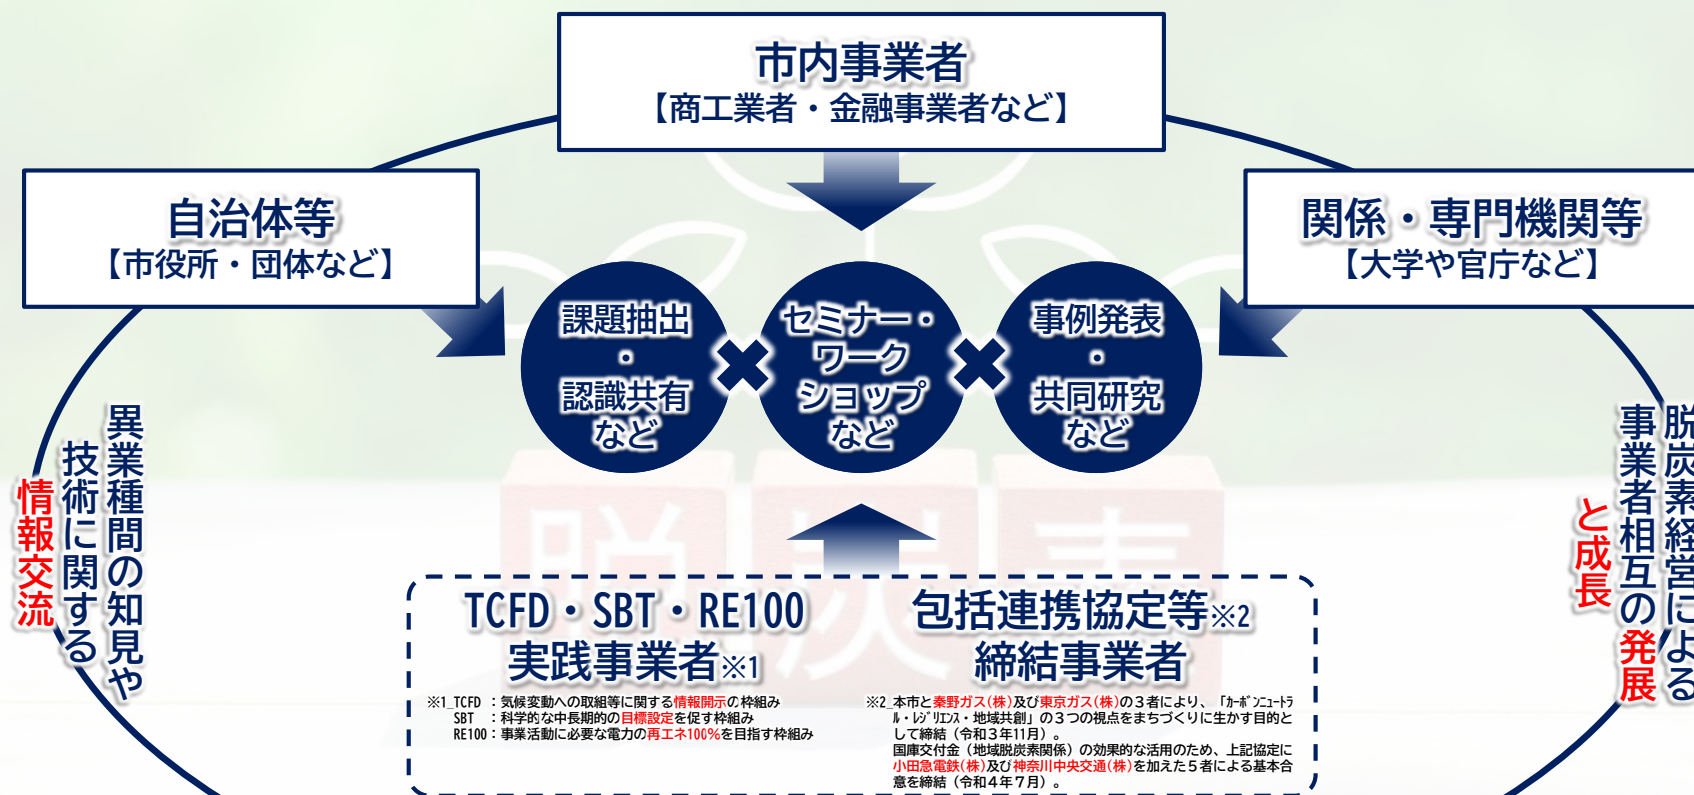 市内事業者
【商工業者・金融事業者など】
自治体等
【市役所・団体など】
関係・専門機関等
【大学や官庁など】
課題抽出
・
認識共有
など
セミナー・
ワーク
ショップ
など
事例発表
・
共同研究
など
異業種間の知見や
技術に関する
情報交流
脱炭素経営による
事業者相互の発展
と成長
脱
炭
素
TCFD・SBT・RE100
実践事業者※1
※1_TCFD ：気候変動への取組等に関する情報開示の枠組み
SBT ：科学的な中長期的の目標設定を促す枠組み
RE100：事業活動に必要な電力の再エネ100%を目指す枠組み
包括連携協定等※2
締結事業者
※2_本市と秦野ガス(株)及び東京ガス(株)の３者により、「ｶｰﾎﾞﾝﾆｭｰﾄﾗ
ﾙ・ﾚｼﾞﾘｴﾝｽ・地域共創」の３つの視点をまちづくりに生かす目的と
して締結（令和３年11月）。
国庫交付金（地域脱炭素関係）の効果的な活用のため、上記協定に
小田急電鉄(株)及び神奈川中央交通(株)を加えた５者による基本合
意を締結（令和４年７月）。